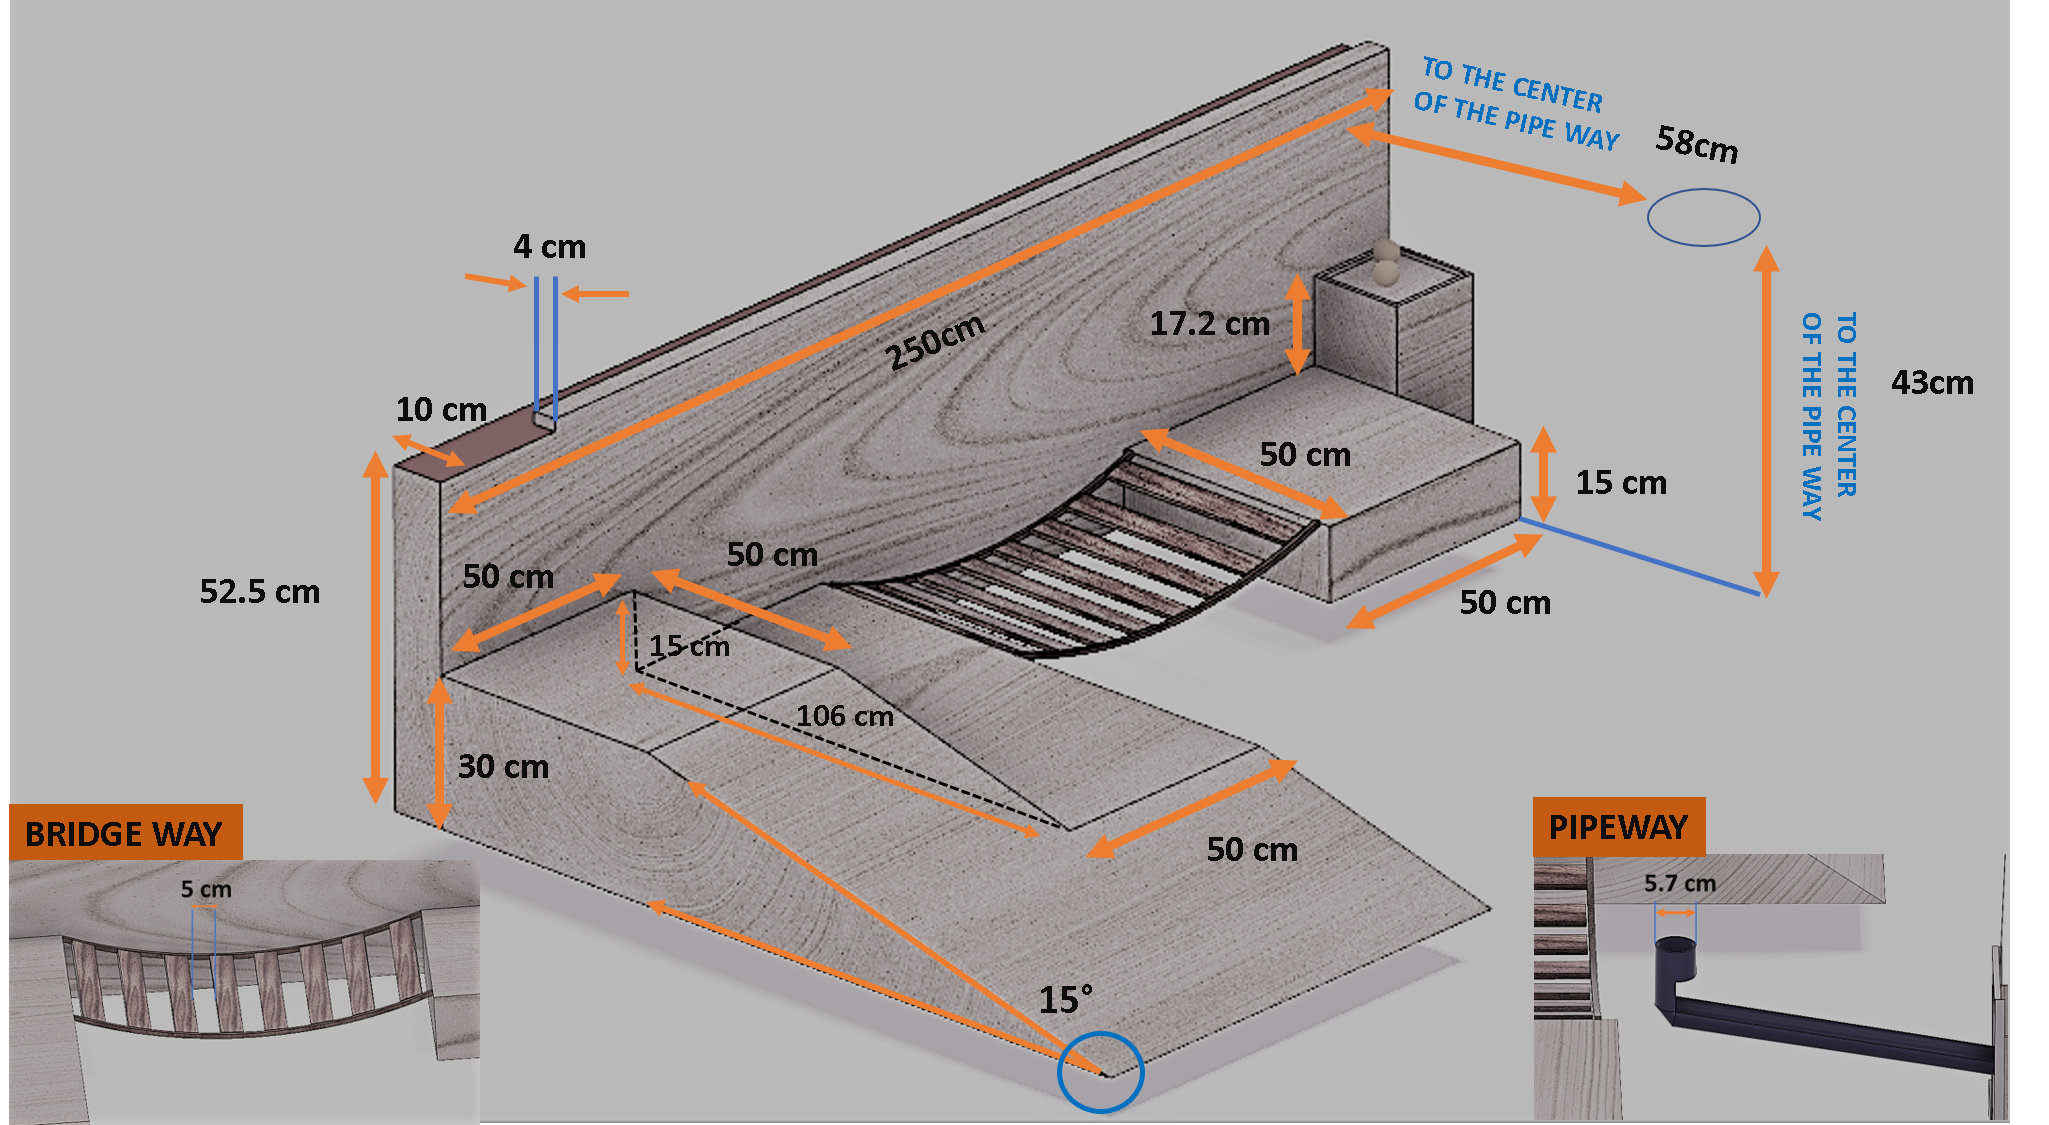 TO THE CENTER
OF THE PIPE WAY
58cm
4 cm
250cm
17.2 cm
10 cm
TO THE CENTER
OF THE PIPE WAY
43cm
50 cm
15 cm
50 cm
50 cm
52.5 cm
50 cm
15 cm
106 cm
30 cm
50 cm
15°
BRIDGE WAY
5 cm
PIPEWAY
5.7 cm